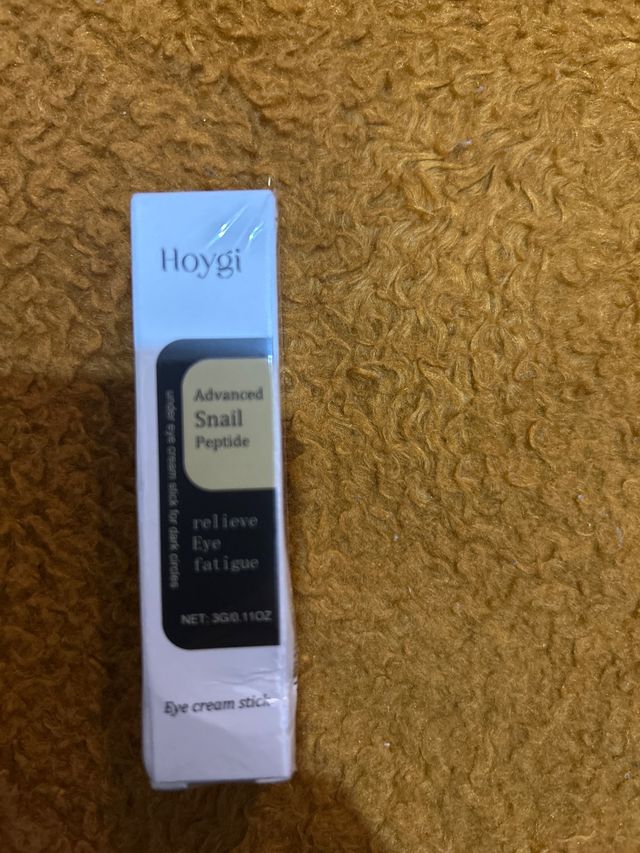 Hoygi
Advanced
Snail
Peptide
under eye cream stick for dark circles
relieve
Eye
fatigue
NET: 3G/0.11OZ
Eye cream stick